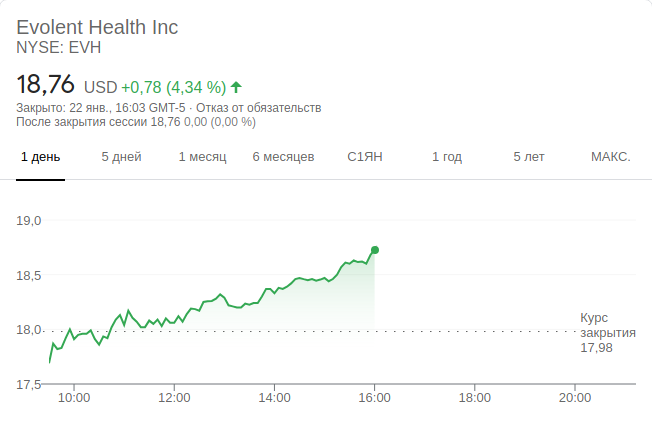 Evolent Health Inc
NYSE: EVH
18,76 USD +0,78 (4,34 %)
Закрыто: 22 янв., 16:03 GMT-5 · Отказ от обязательств
После закрытия сессии 18,76 0,00 (0,00 %)
1 день 5 дней 1 месяц 6 месяцев С1ЯН 1 год 5 лет МАКС.
19,0
18,5
18,0
Курс
закрытия
17,98
17,5
10:00 12:00 14:00 16:00 18:00 20:00